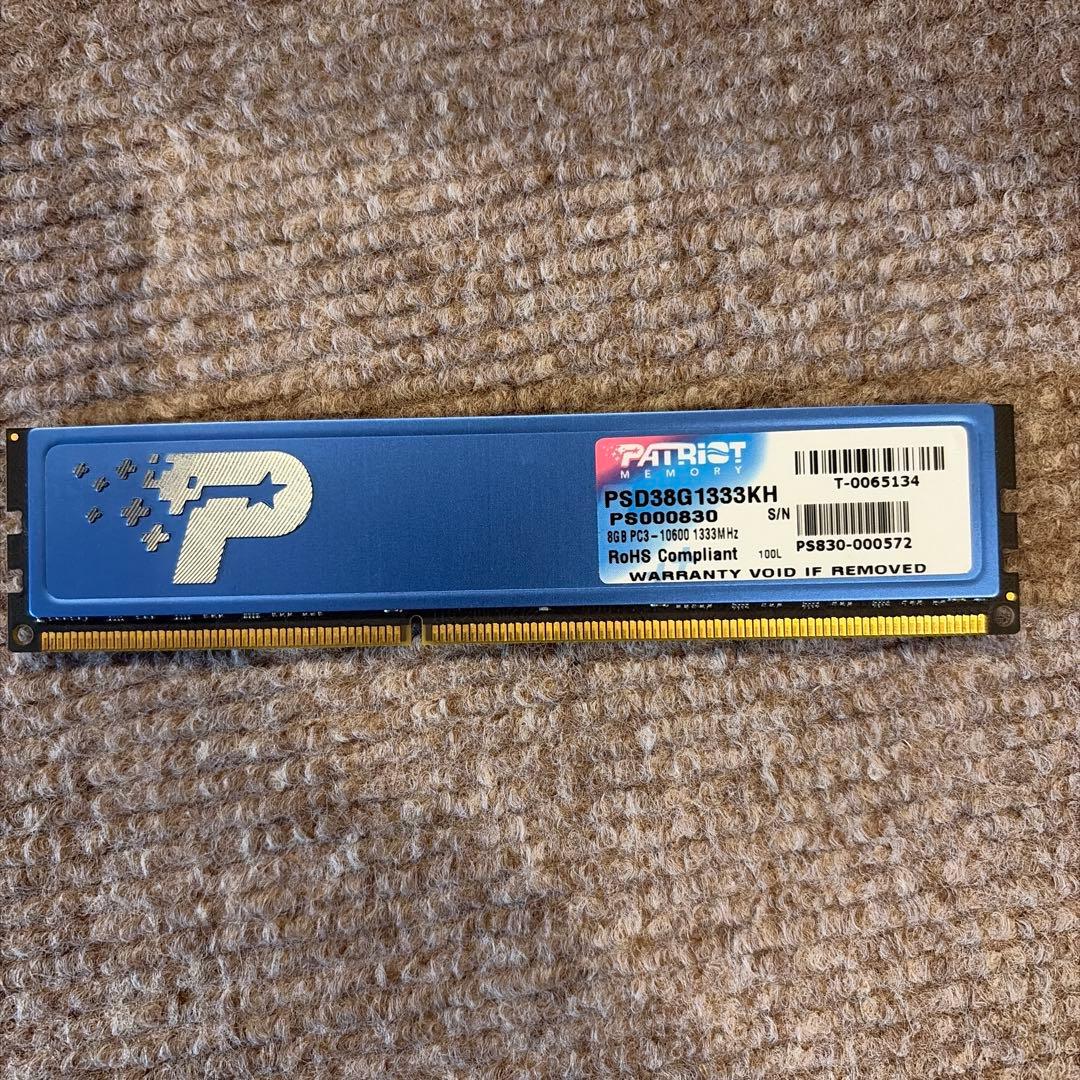 PATRIOT
MEMORY
T-0065134
PSD38G1333KH
PS000830
S/N
8GB PC3-10600 1333MHz
PS830-000572
RoHS Compliant 100L
WARRANTY VOID IF REMOVED